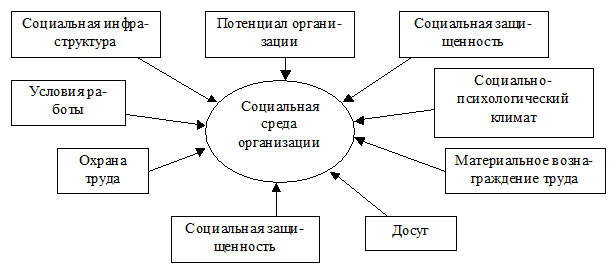 Социальная инфра-
структура
Потенциал органи-
зации
Социальная защи-
щенность
Условия ра-
боты
Социальная
среда
организации
Социально-
психологический
климат
Охрана
труда
Материальное возна-
граждение труда
Социальная защи-
щенность
Досуг